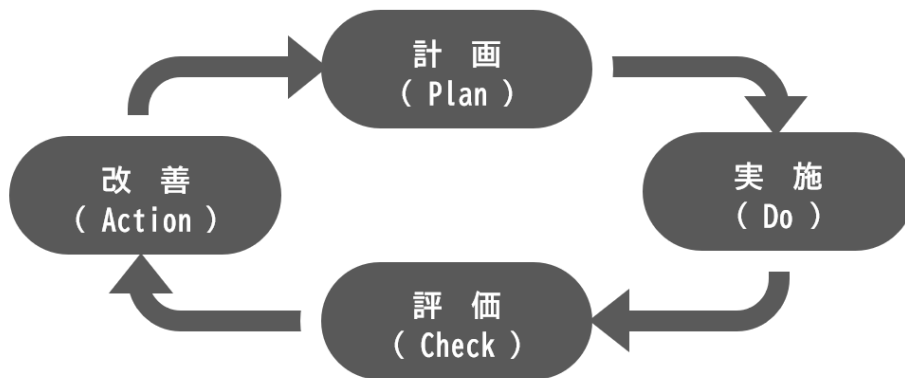 計　画
( Plan )
実　施
( Do )
改　善
( Action )
評　価
( Check )